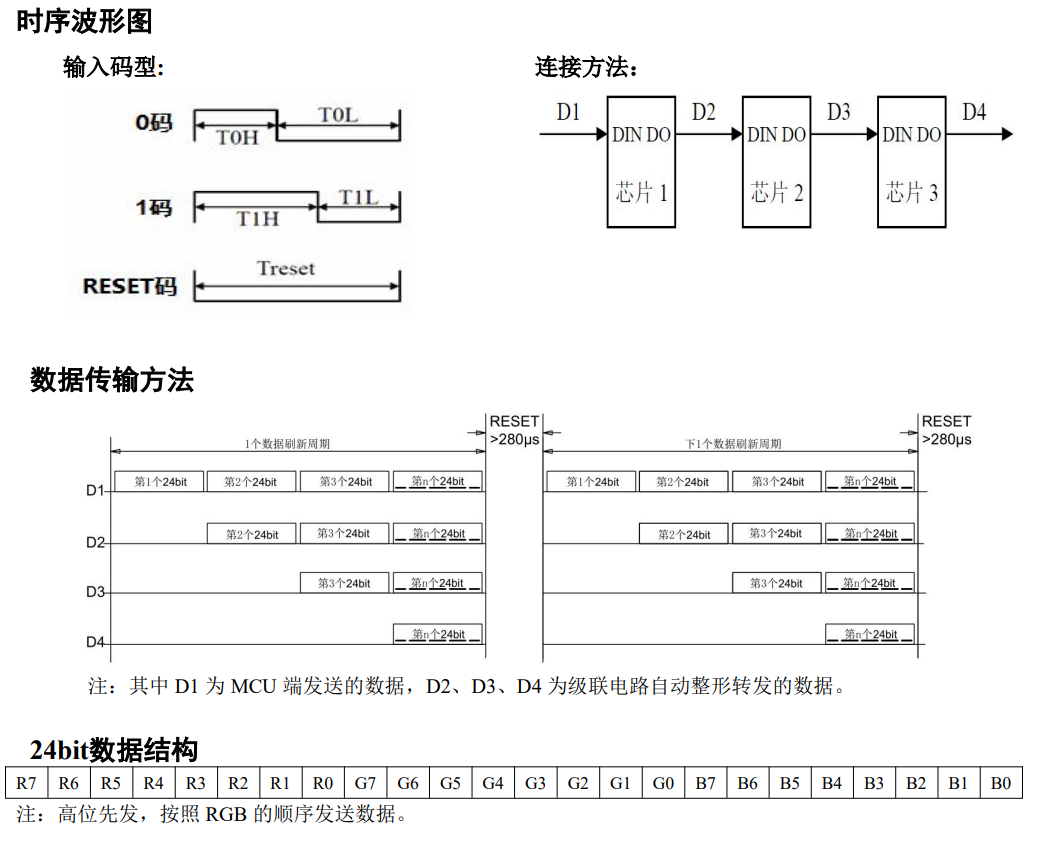 时序波形图
输入码型:
连接方法：
0码
T0H
T0L
1码
T1H
T1L
RESET码
Treset
D1
D2
D3
D4
DIN DO
DIN DO
DIN DO
芯片 1
芯片 2
芯片 3
数据传输方法
RESET
>280μs
RESET
>280μs
1个数据刷新周期
下1个数据刷新周期
D1
第1个24bit
第2个24bit
第3个24bit
第n个24bit
第1个24bit
第2个24bit
第3个24bit
第n个24bit
D2
第2个24bit
第3个24bit
第n个24bit
第2个24bit
第3个24bit
第n个24bit
D3
第3个24bit
第n个24bit
第3个24bit
第n个24bit
D4
第n个24bit
第n个24bit
注：其中 D1 为 MCU 端发送的数据，D2、D3、D4 为级联电路自动整形转发的数据。
24bit数据结构
R7 R6 R5 R4 R3 R2 R1 R0 G7 G6 G5 G4 G3 G2 G1 G0 B7 B6 B5 B4 B3 B2 B1 B0
注：高位先发，按照 RGB 的顺序发送数据。